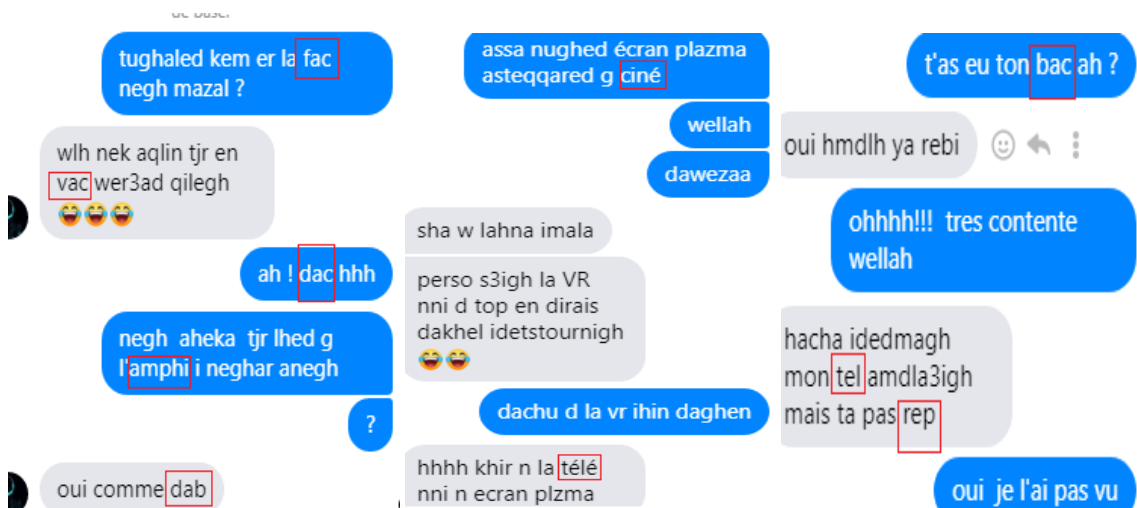 tughaled kem er la fac
negh mazal ?
wlh nek aqlin tjr en
vac wer3ad qilegh
😂😂😂
ah ! dac hhh
negh aheka tjr lhed g
l'amphi i neghar anegh
?
oui comme dab
assa nughed écran plazma
asteqqared g ciné
wellah
dawezaa
sha w lahna imala
perso s3igh la VR
nni d top en dirais
dakhel idetstournigh
😂😂
dachu d la vr ihin daghen
hhhh khir n la télé
nni n ecran plzma
t'as eu ton bac ah ?
oui hmdlh ya rebi
ohhhh!!! tres contente
wellah
hacha idedmagh
mon tel amdla3igh
mais ta pas rep
oui je l'ai pas vu